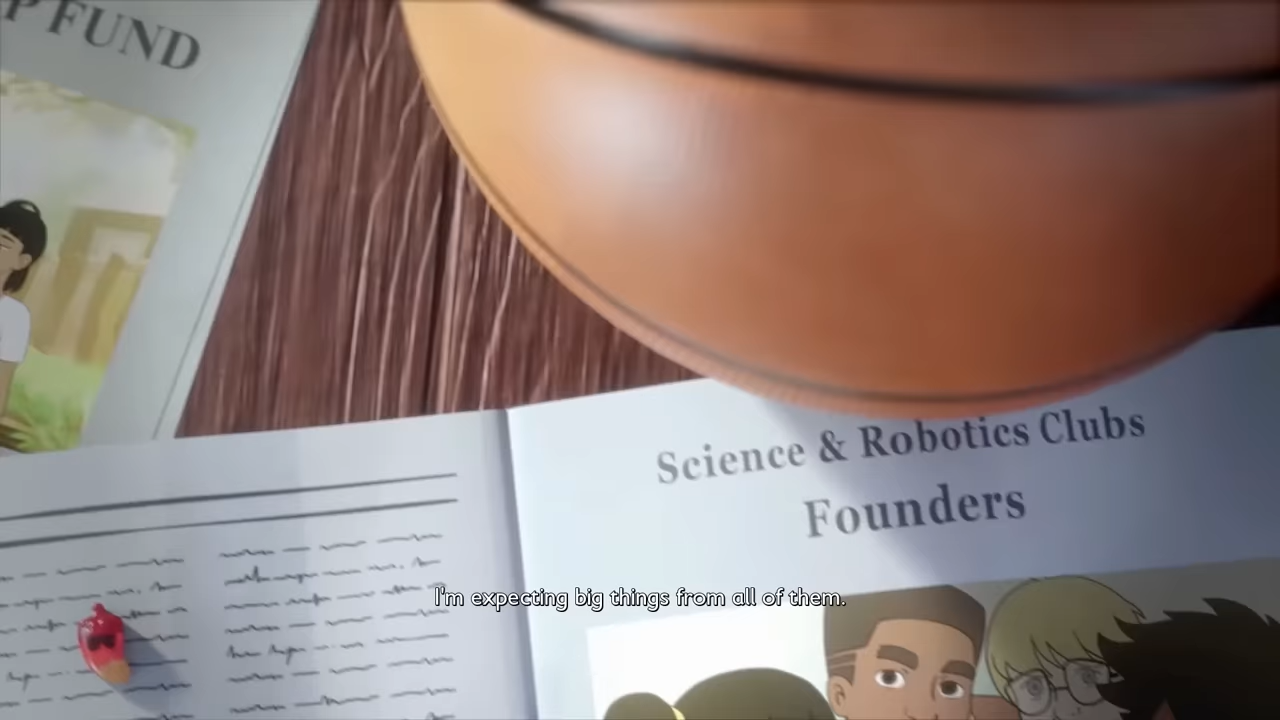 FUND
Science & Robotics Clubs
Founders
I'm expecting big things from all of them.